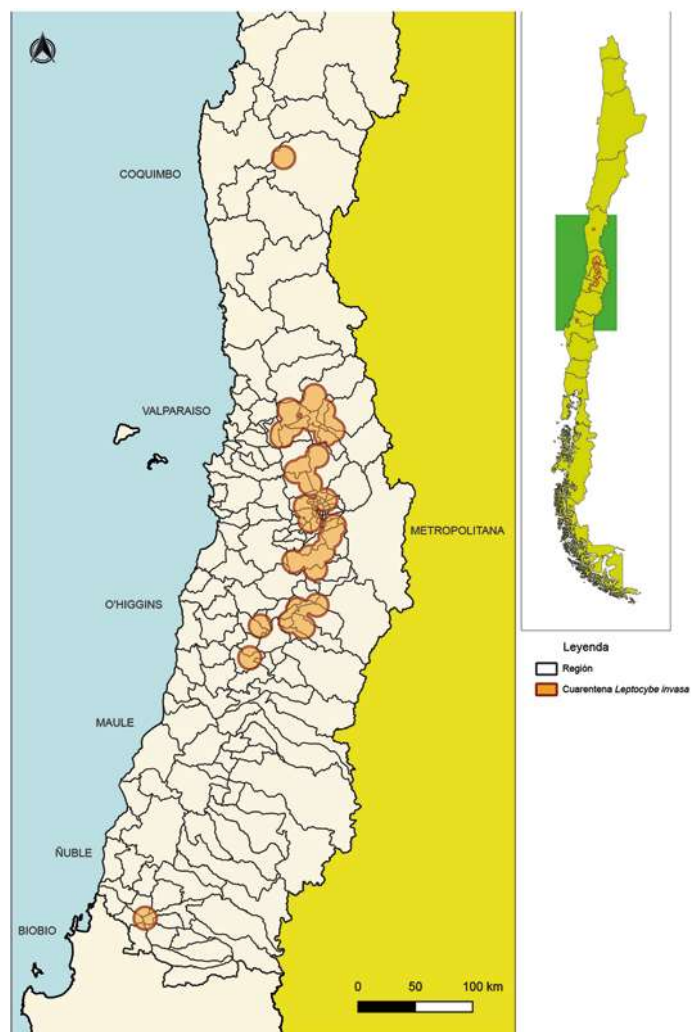 COQUIMBO
VALPARAISO
METROPOLITANA
O'HIGGINS
MAULE
ÑUBLE
BIOBIO
0 50 100 km
Leyenda
Región
Cuarentena Leptocybe invasa